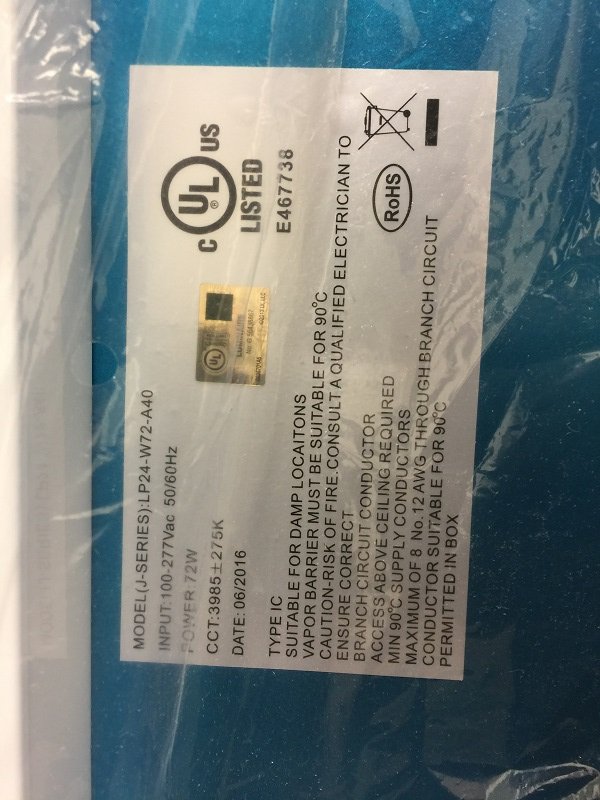 MODEL(J-SERIES):LP24-W72-A40
INPUT:100-277Vac 50/60Hz
POWER:72W
CCT:3985±275K
DATE:06/2016
C UL US
®
LISTED
E467738
UL
TYPE IC
SUITABLE FOR DAMP LOCAITONS
VAPOR BARRIER MUST BE SUITABLE FOR 90°C
CAUTION-RISK OF FIRE. CONSULT A QUALIFIED ELECTRICIAN TO
ENSURE CORRECT
BRANCH CIRCUIT CONDUCTOR
ACCESS ABOVE CEILING REQUIRED
MIN 90°C SUPPLY CONDUCTORS
MAXIMUM OF 8 No.12 AWG THROUGH BRANCH CIRCUIT
CONDUCTOR SUITABLE FOR 90°C
PERMITTED IN BOX
RoHS